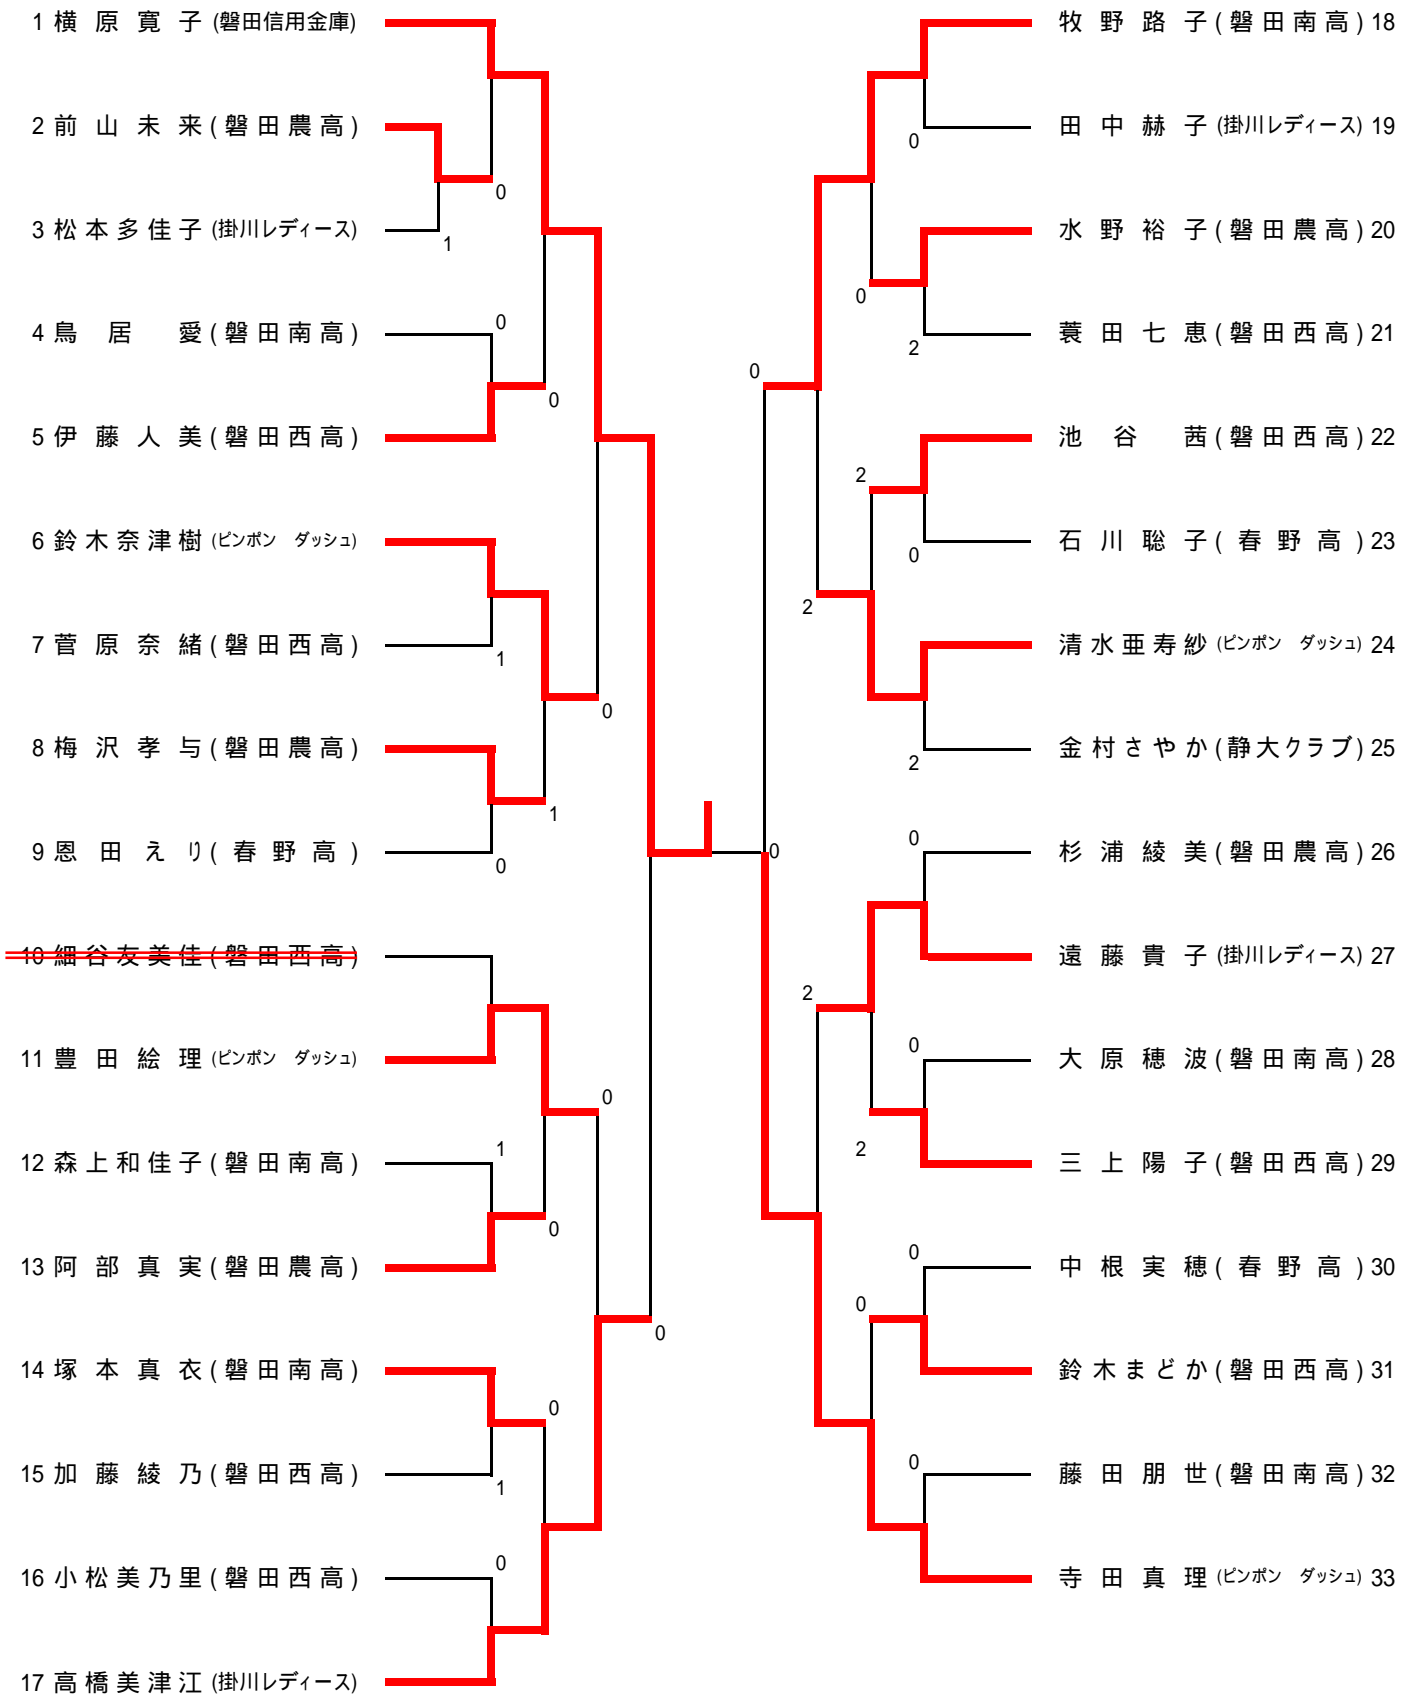 1 横原寛子 (磐田信用金庫)
2 前山未来 (磐田農高)
0
3 松本多佳子 (掛川レディース)
1
4 鳥居愛 (磐田南高)
0
0
5 伊藤人美 (磐田西高)
6 鈴木奈津樹 (ピンポン ダッシュ)
7 菅原奈緒 (磐田西高)
1
0
8 梅沢孝与 (磐田農高)
1
9 恩田えり (春野高)
0
10 細谷友美佳 (磐田西高)
11 豊田絵理 (ピンポン ダッシュ)
0
12 森上和佳子 (磐田南高)
1
0
13 阿部真実 (磐田農高)
0
14 塚本真衣 (磐田南高)
0
15 加藤綾乃 (磐田西高)
1
16 小松美乃里 (磐田西高)
0
17 高橋美津江 (掛川レディース)
牧野路子 (磐田南高) 18
田中赫子 (掛川レディース) 19
0
水野裕子 (磐田農高) 20
0
蓑田七恵 (磐田西高) 21
2
0
池谷茜 (磐田西高) 22
2
石川聡子 (春野高) 23
0
2
清水亜寿紗 (ピンポン ダッシュ) 24
金村さやか (静大クラブ) 25
2
杉浦綾美 (磐田農高) 26
0
0
遠藤貴子 (掛川レディース) 27
2
大原穂波 (磐田南高) 28
0
三上陽子 (磐田西高) 29
2
中根実穂 (春野高) 30
0
0
鈴木まどか (磐田西高) 31
藤田朋世 (磐田南高) 32
0
寺田真理 (ピンポン ダッシュ) 33